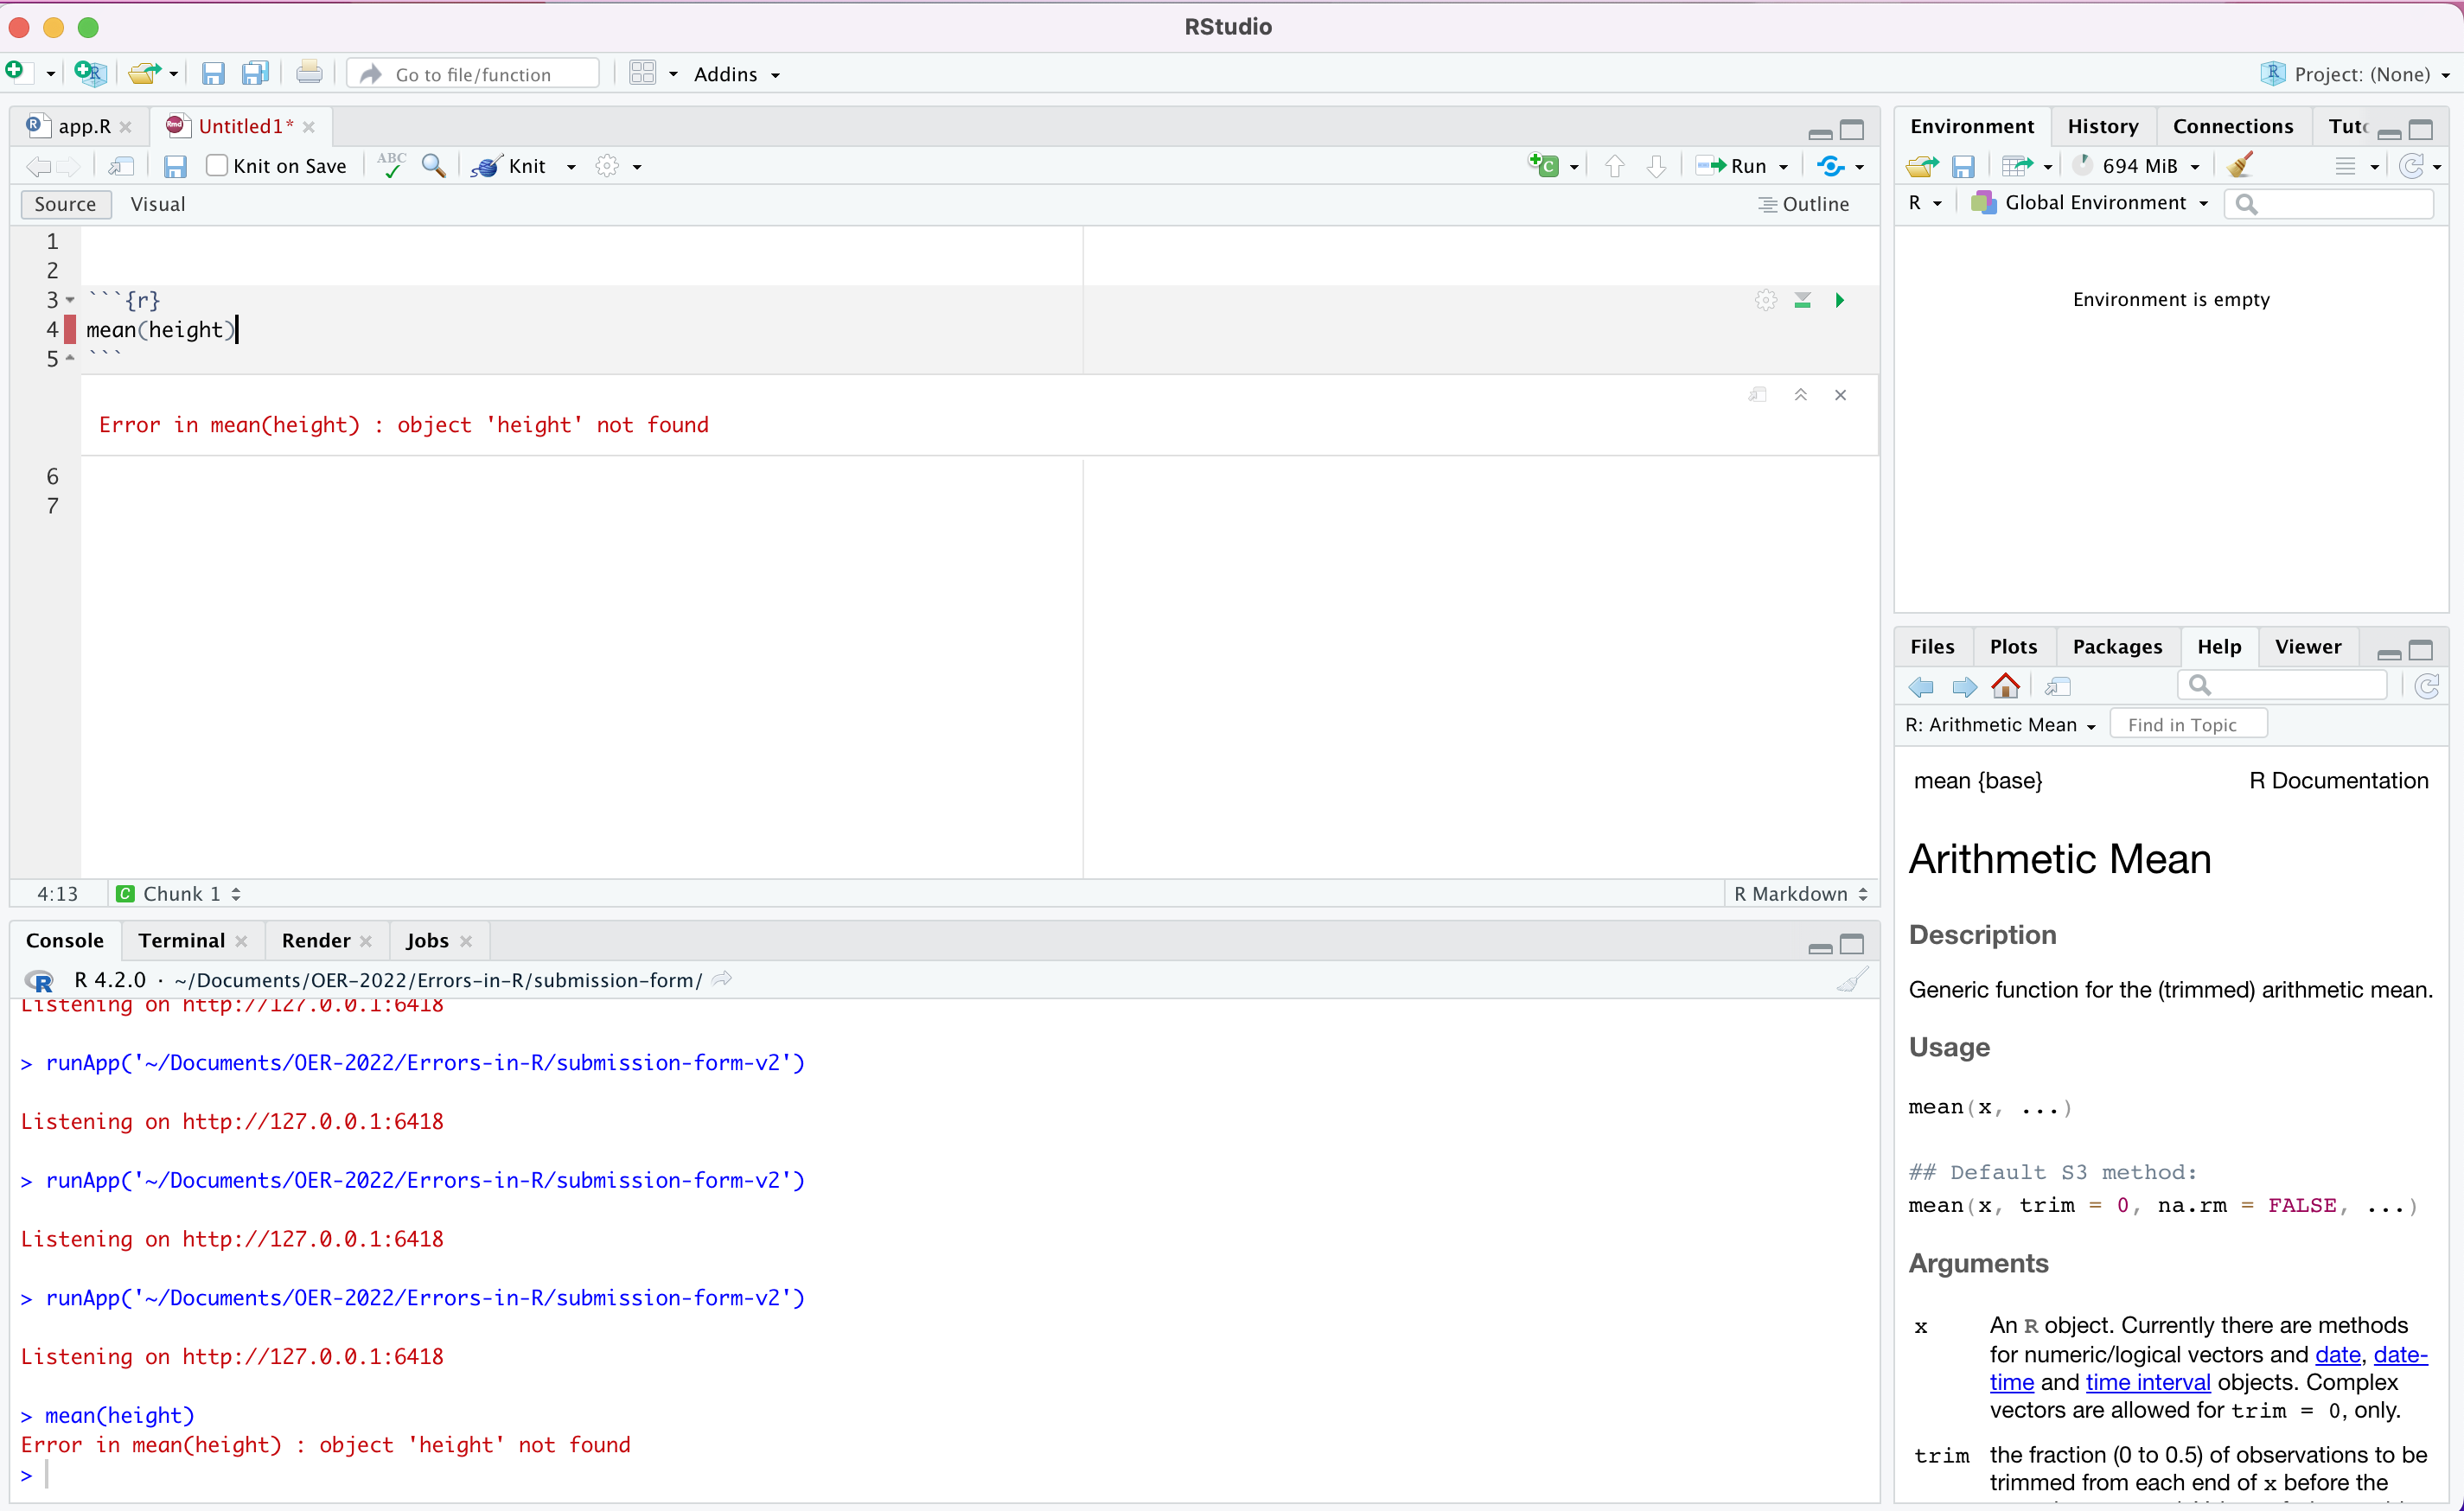 RStudio
Go to file/function
Addins
Project: (None)
app.R
Untitled1*
Knit on Save
ABC
Knit
Run
Source
Visual
Outline
1
2
3 ```{r}
4 mean(height)
5 ```
Error in mean(height) : object 'height' not found
6
7
4:13
Chunk 1
R Markdown
Console
Terminal
Render
Jobs
R 4.2.0 · ~/Documents/OER-2022/Errors-in-R/submission-form/
Listening on http://127.0.0.1:6418
> runApp('~/Documents/OER-2022/Errors-in-R/submission-form-v2')
Listening on http://127.0.0.1:6418
> runApp('~/Documents/OER-2022/Errors-in-R/submission-form-v2')
Listening on http://127.0.0.1:6418
> runApp('~/Documents/OER-2022/Errors-in-R/submission-form-v2')
Listening on http://127.0.0.1:6418
> mean(height)
Error in mean(height) : object 'height' not found
>
Environment
History
Connections
Tut
694 MiB
R
Global Environment
Environment is empty
Files
Plots
Packages
Help
Viewer
R: Arithmetic Mean
Find in Topic
mean {base}
R Documentation
Arithmetic Mean
Description
Generic function for the (trimmed) arithmetic mean.
Usage
mean(x, ...)
## Default S3 method:
mean(x, trim = 0, na.rm = FALSE, ...)
Arguments
x An R object. Currently there are methods
for numeric/logical vectors and date, date-
time and time interval objects. Complex
vectors are allowed for trim = 0, only.
trim the fraction (0 to 0.5) of observations to be
trimmed from each end of x before the